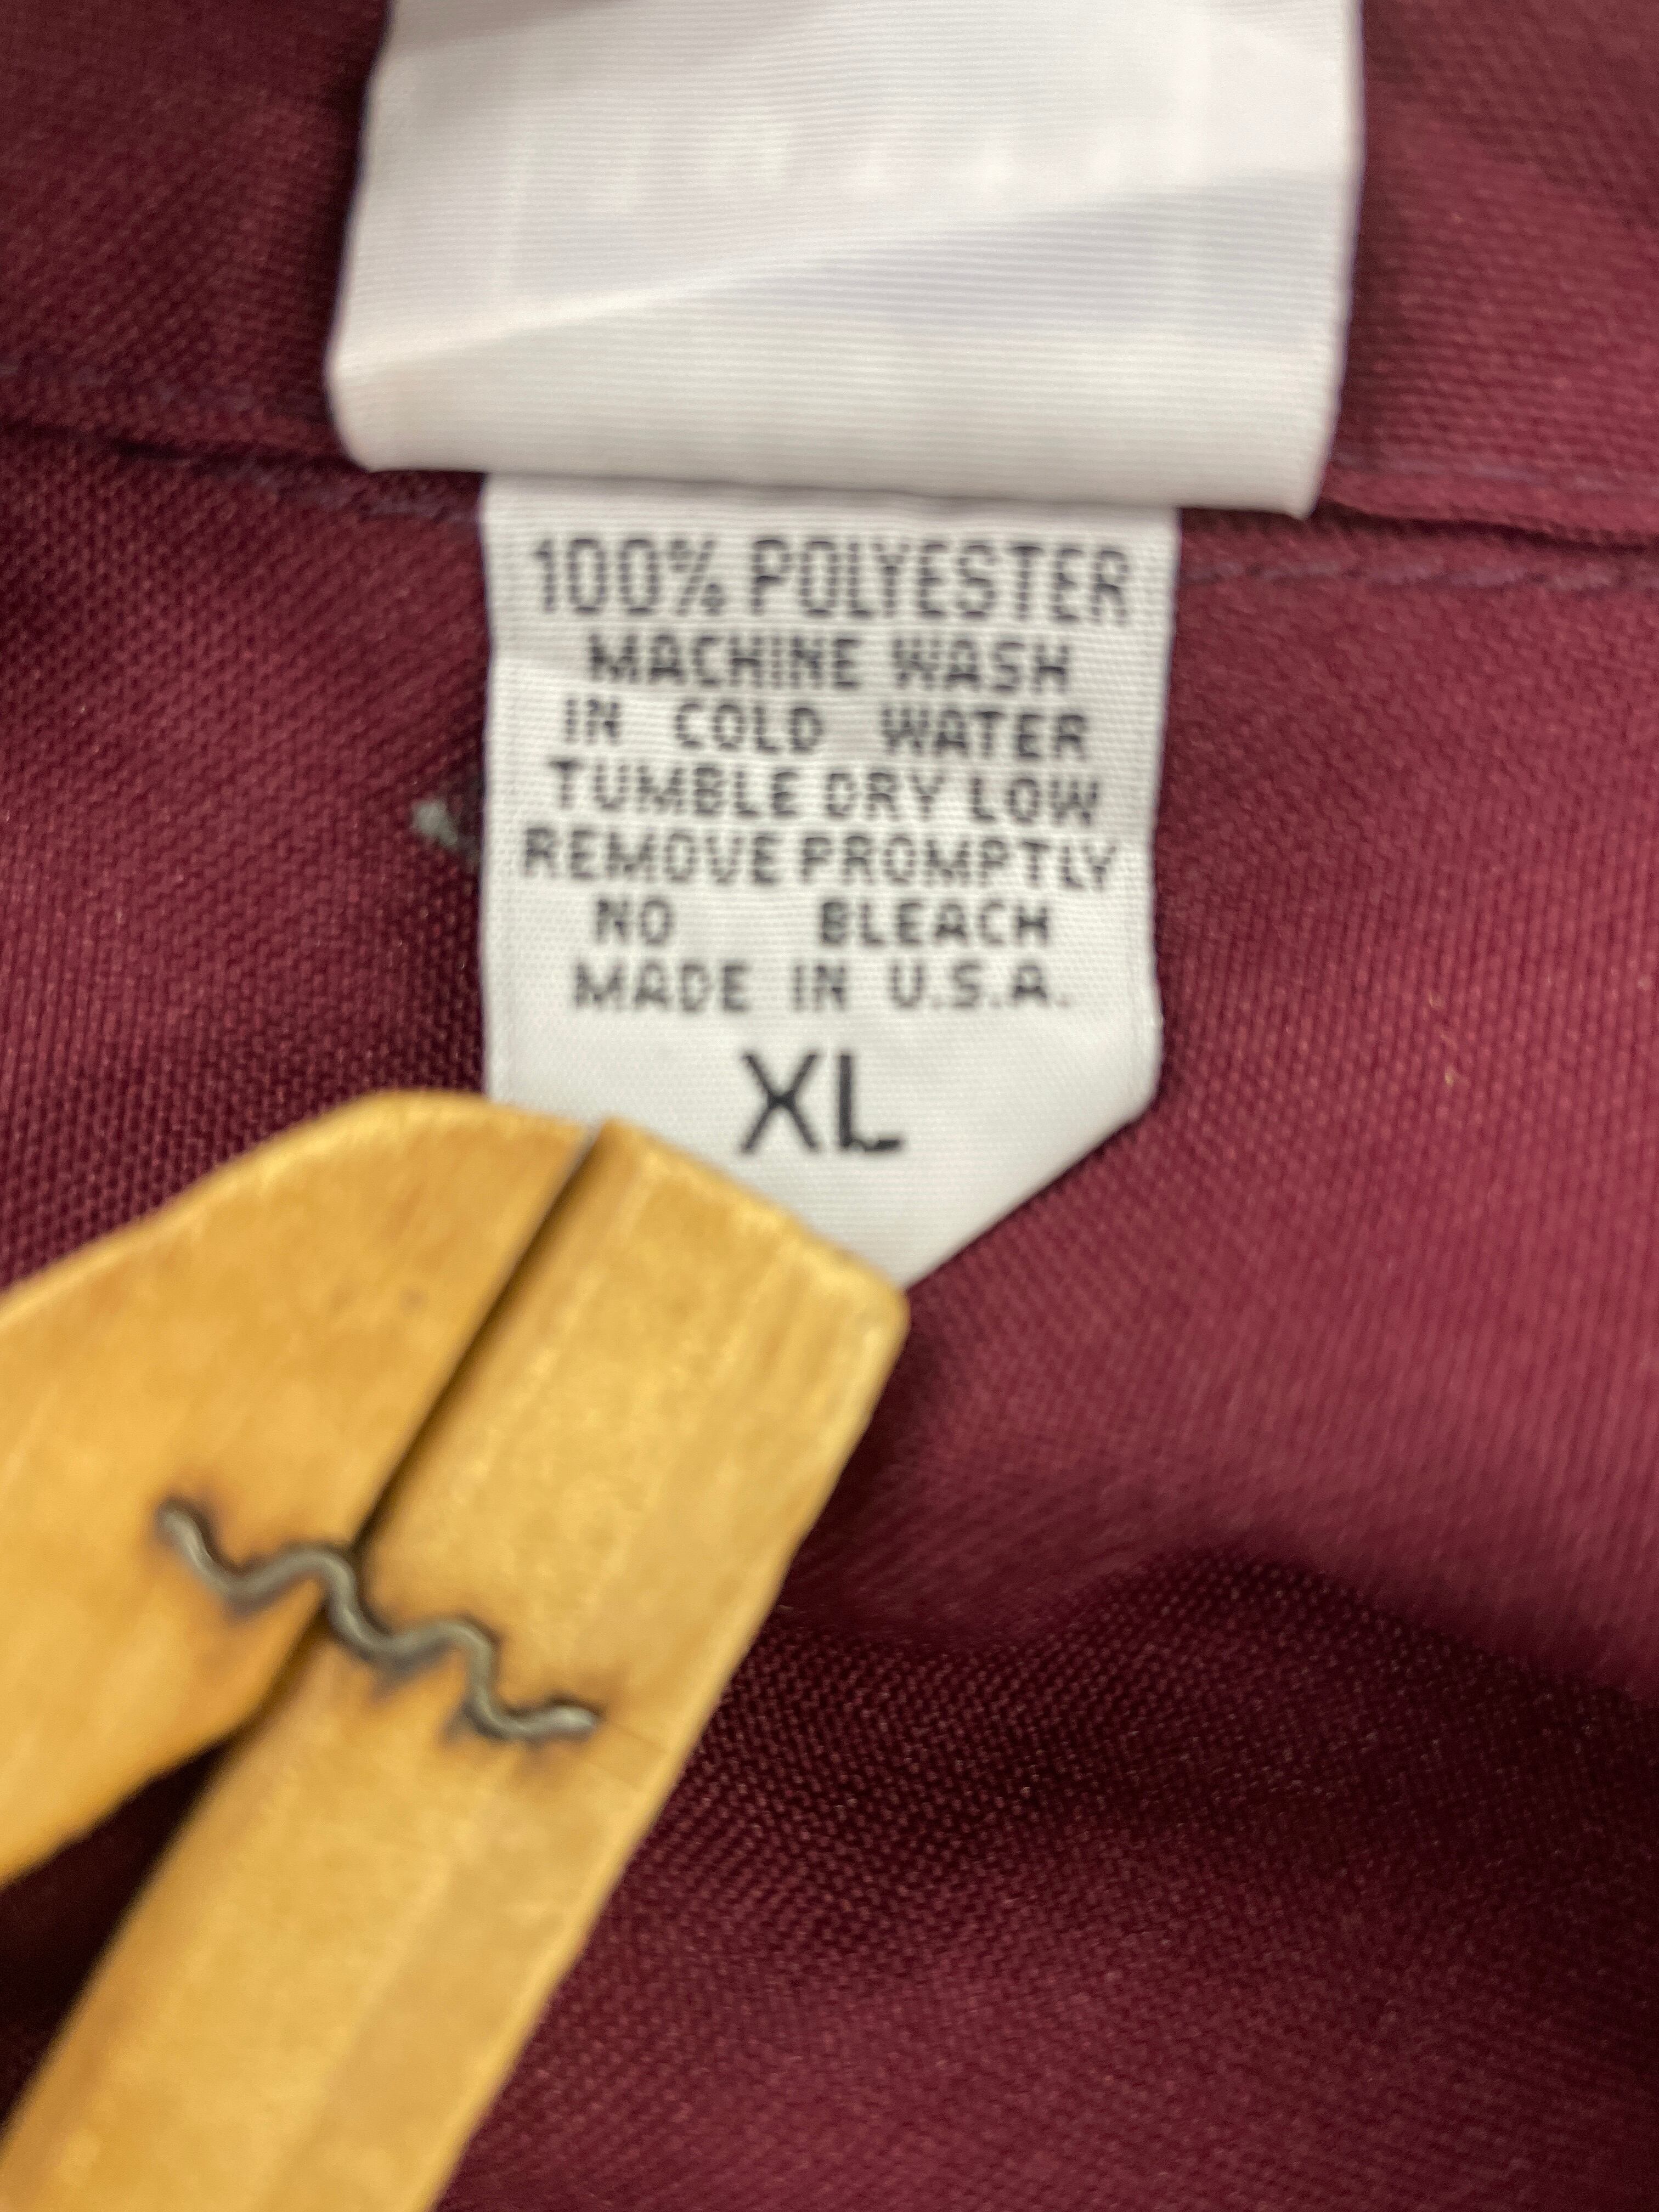 100% POLYESTER
MACHINE WASH
IN COLD WATER
TUMBLE DRY LOW
REMOVE PROMPTLY
NO BLEACH
MADE IN U.S.A.
XL